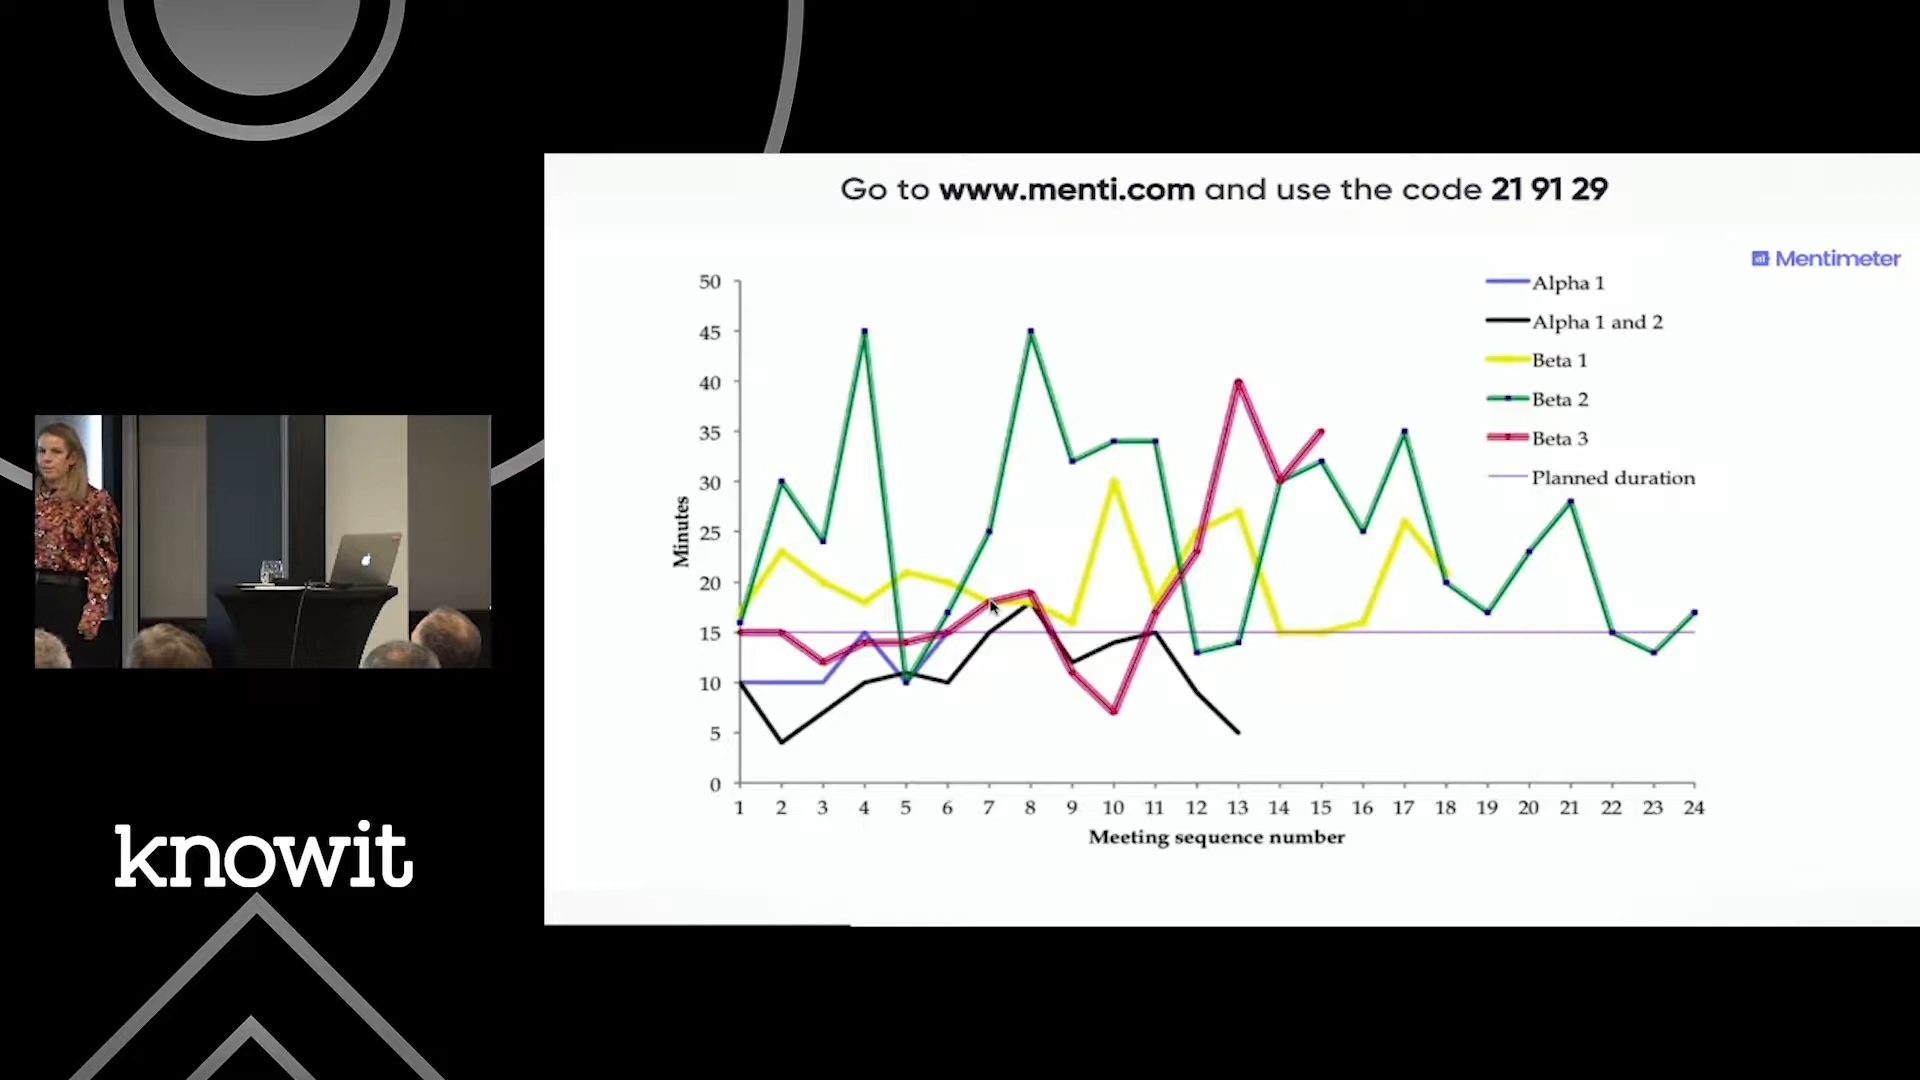 Go to www.menti.com and use the code 21 91 29
Mentimeter
50
45
40
35
30
25
20
15
10
5
0
Minutes
Alpha 1
Alpha 1 and 2
Beta 1
Beta 2
Beta 3
Planned duration
1 2 3 4 5 6 7 8 9 10 11 12 13 14 15 16 17 18 19 20 21 22 23 24
Meeting sequence number
knowit